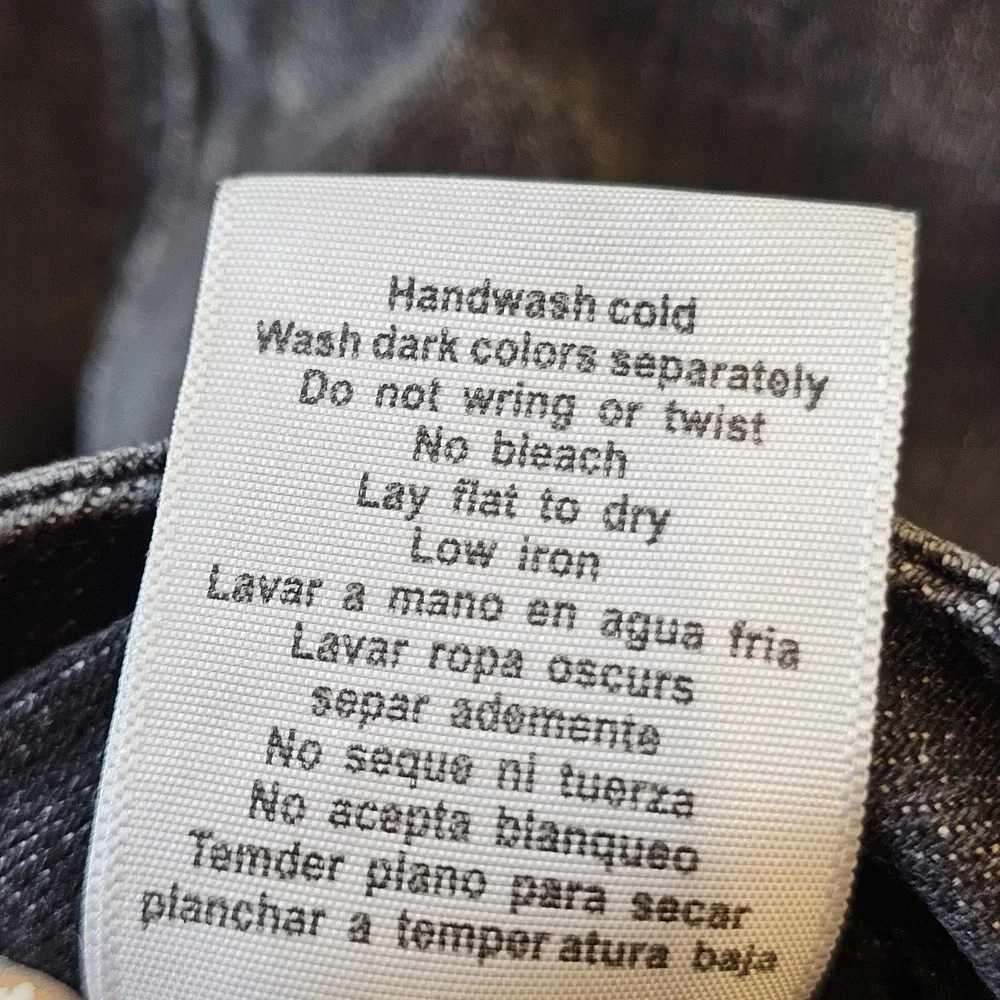 Handwash cold
Wash dark colors separately
Do not wring or twist
No bleach
Lay flat to dry
Low iron
Lavar a mano en agua fria
Lavar ropa oscurs
separ ademente
No seque ni tuerza
No acepta blanqueo
Temder plano para secar
planchar a temper atura baja